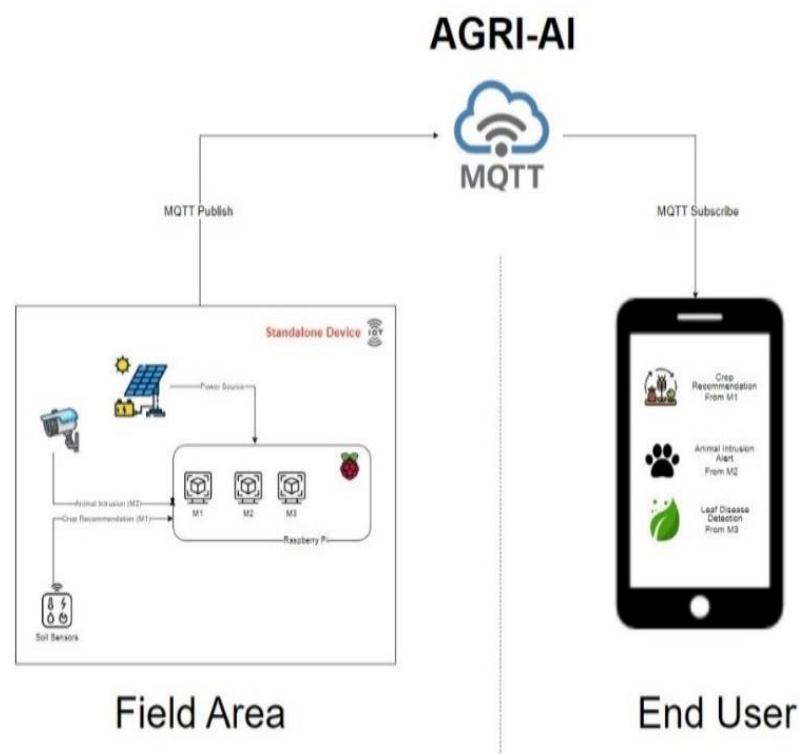 AGRI-AI
MQTT
MQTT Publish
MQTT Subscribe
Standalone Device
IOT
Power Source
Animal Intrusion (M2)
Crop Recommendation (M1)
M1
M2
M3
Raspberry Pi
Soil Sensors
Crop
Recommendation
From M1
Animal Intrusion
Alert
From M2
Leaf Disease
Detection
From M3
Field Area
End User